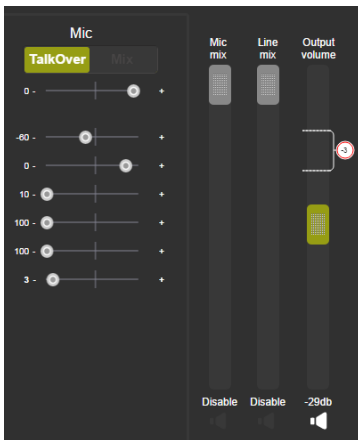 Mic
TalkOver Mix
0 - +
-60 - +
0 - +
10 - +
100 - +
100 - +
3 - +
Mic mix
Line mix
Output volume
-3
Disable Disable -29db